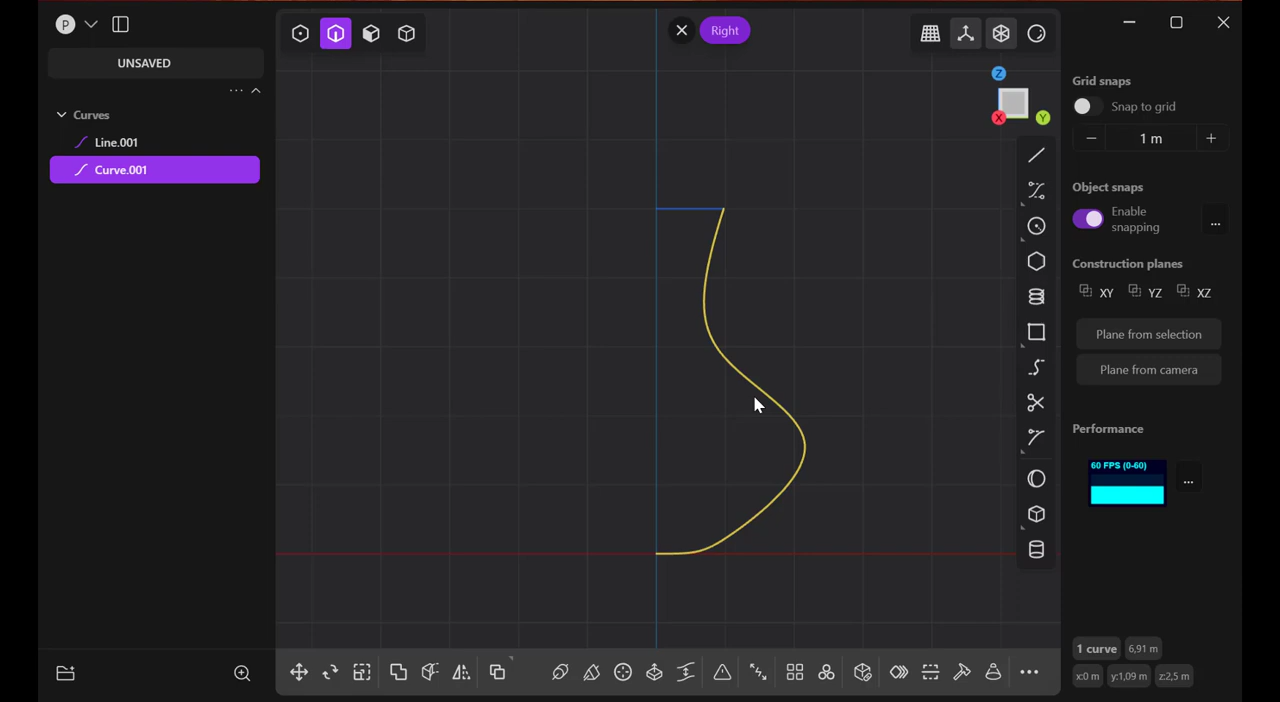 P
UNSAVED
Curves
Line.001
Curve.001
Right
Z
X
Y
Grid snaps
Snap to grid
1 m
Object snaps
Enable
snapping
Construction planes
XY YZ XZ
Plane from selection
Plane from camera
Performance
60 FPS (0-60)
1 curve 6,91 m
x:0 m y:1,09 m z:2,5 m